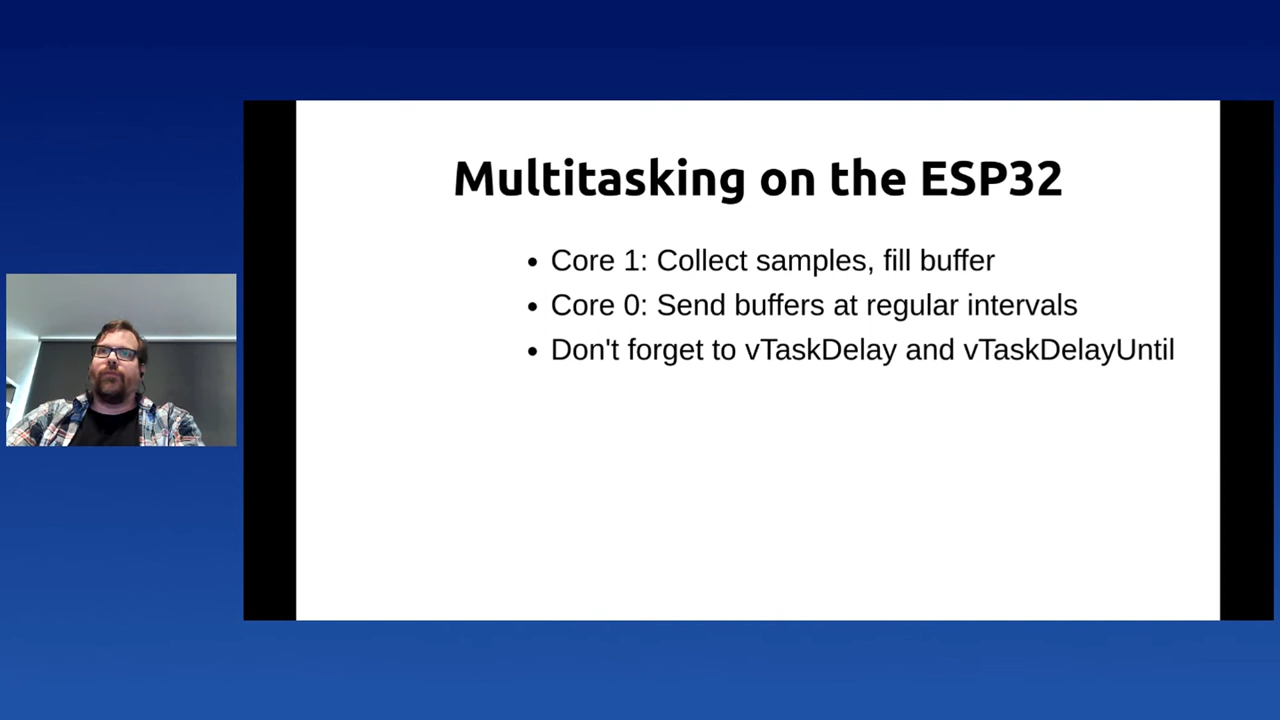 Multitasking on the ESP32
• Core 1: Collect samples, fill buffer
• Core 0: Send buffers at regular intervals
• Don't forget to vTaskDelay and vTaskDelayUntil